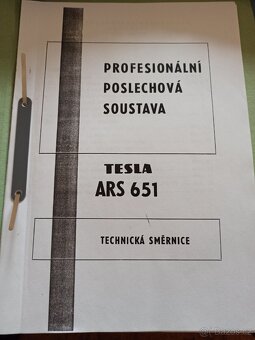 PROFESIONÁLNÍ
POSLECHOVÁ
SOUSTAVA
TESLA
ARS 651
TECHNICKÁ SMĚRNICE